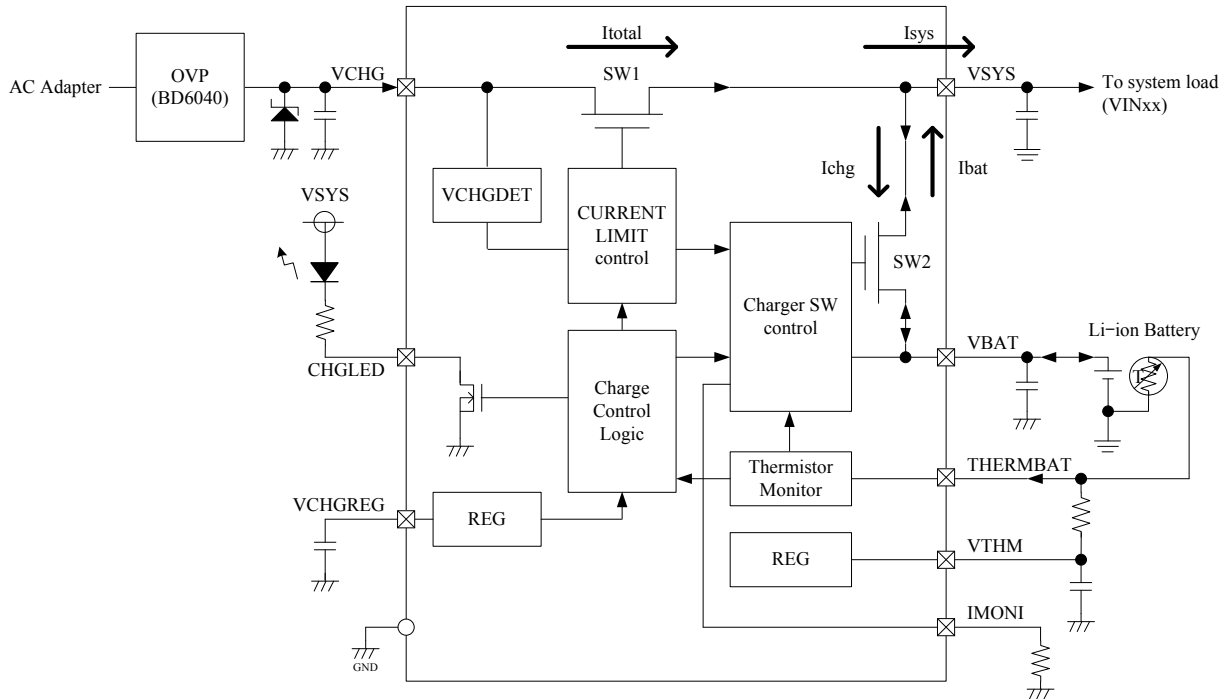 Itotal
Isys
AC Adapter
OVP
(BD6040)
VCHG
SW1
VSYS
To system load
(VINxx)
Ichg
Ibat
VCHGDET
CURRENT
LIMIT
control
VSYS
SW2
Charger SW
control
Li-ion Battery
VBAT
T
CHGLED
Charge
Control
Logic
Thermistor
Monitor
THERMBAT
VCHGREG
REG
REG
VTHM
IMONI
GND